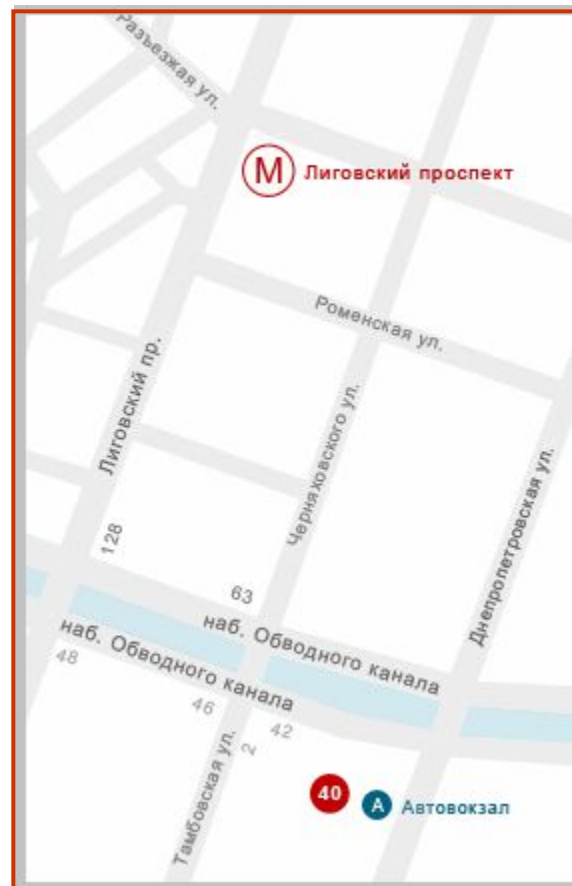 Разъезжая ул.
М
Лиговский проспект
Роменская ул.
Лиговский пр.
Черняховского ул.
Днепропетровская ул.
128
63
наб. Обводного канала
наб. Обводного канала
48
46
42
2
Тамбовская ул.
40
А
Автовокзал